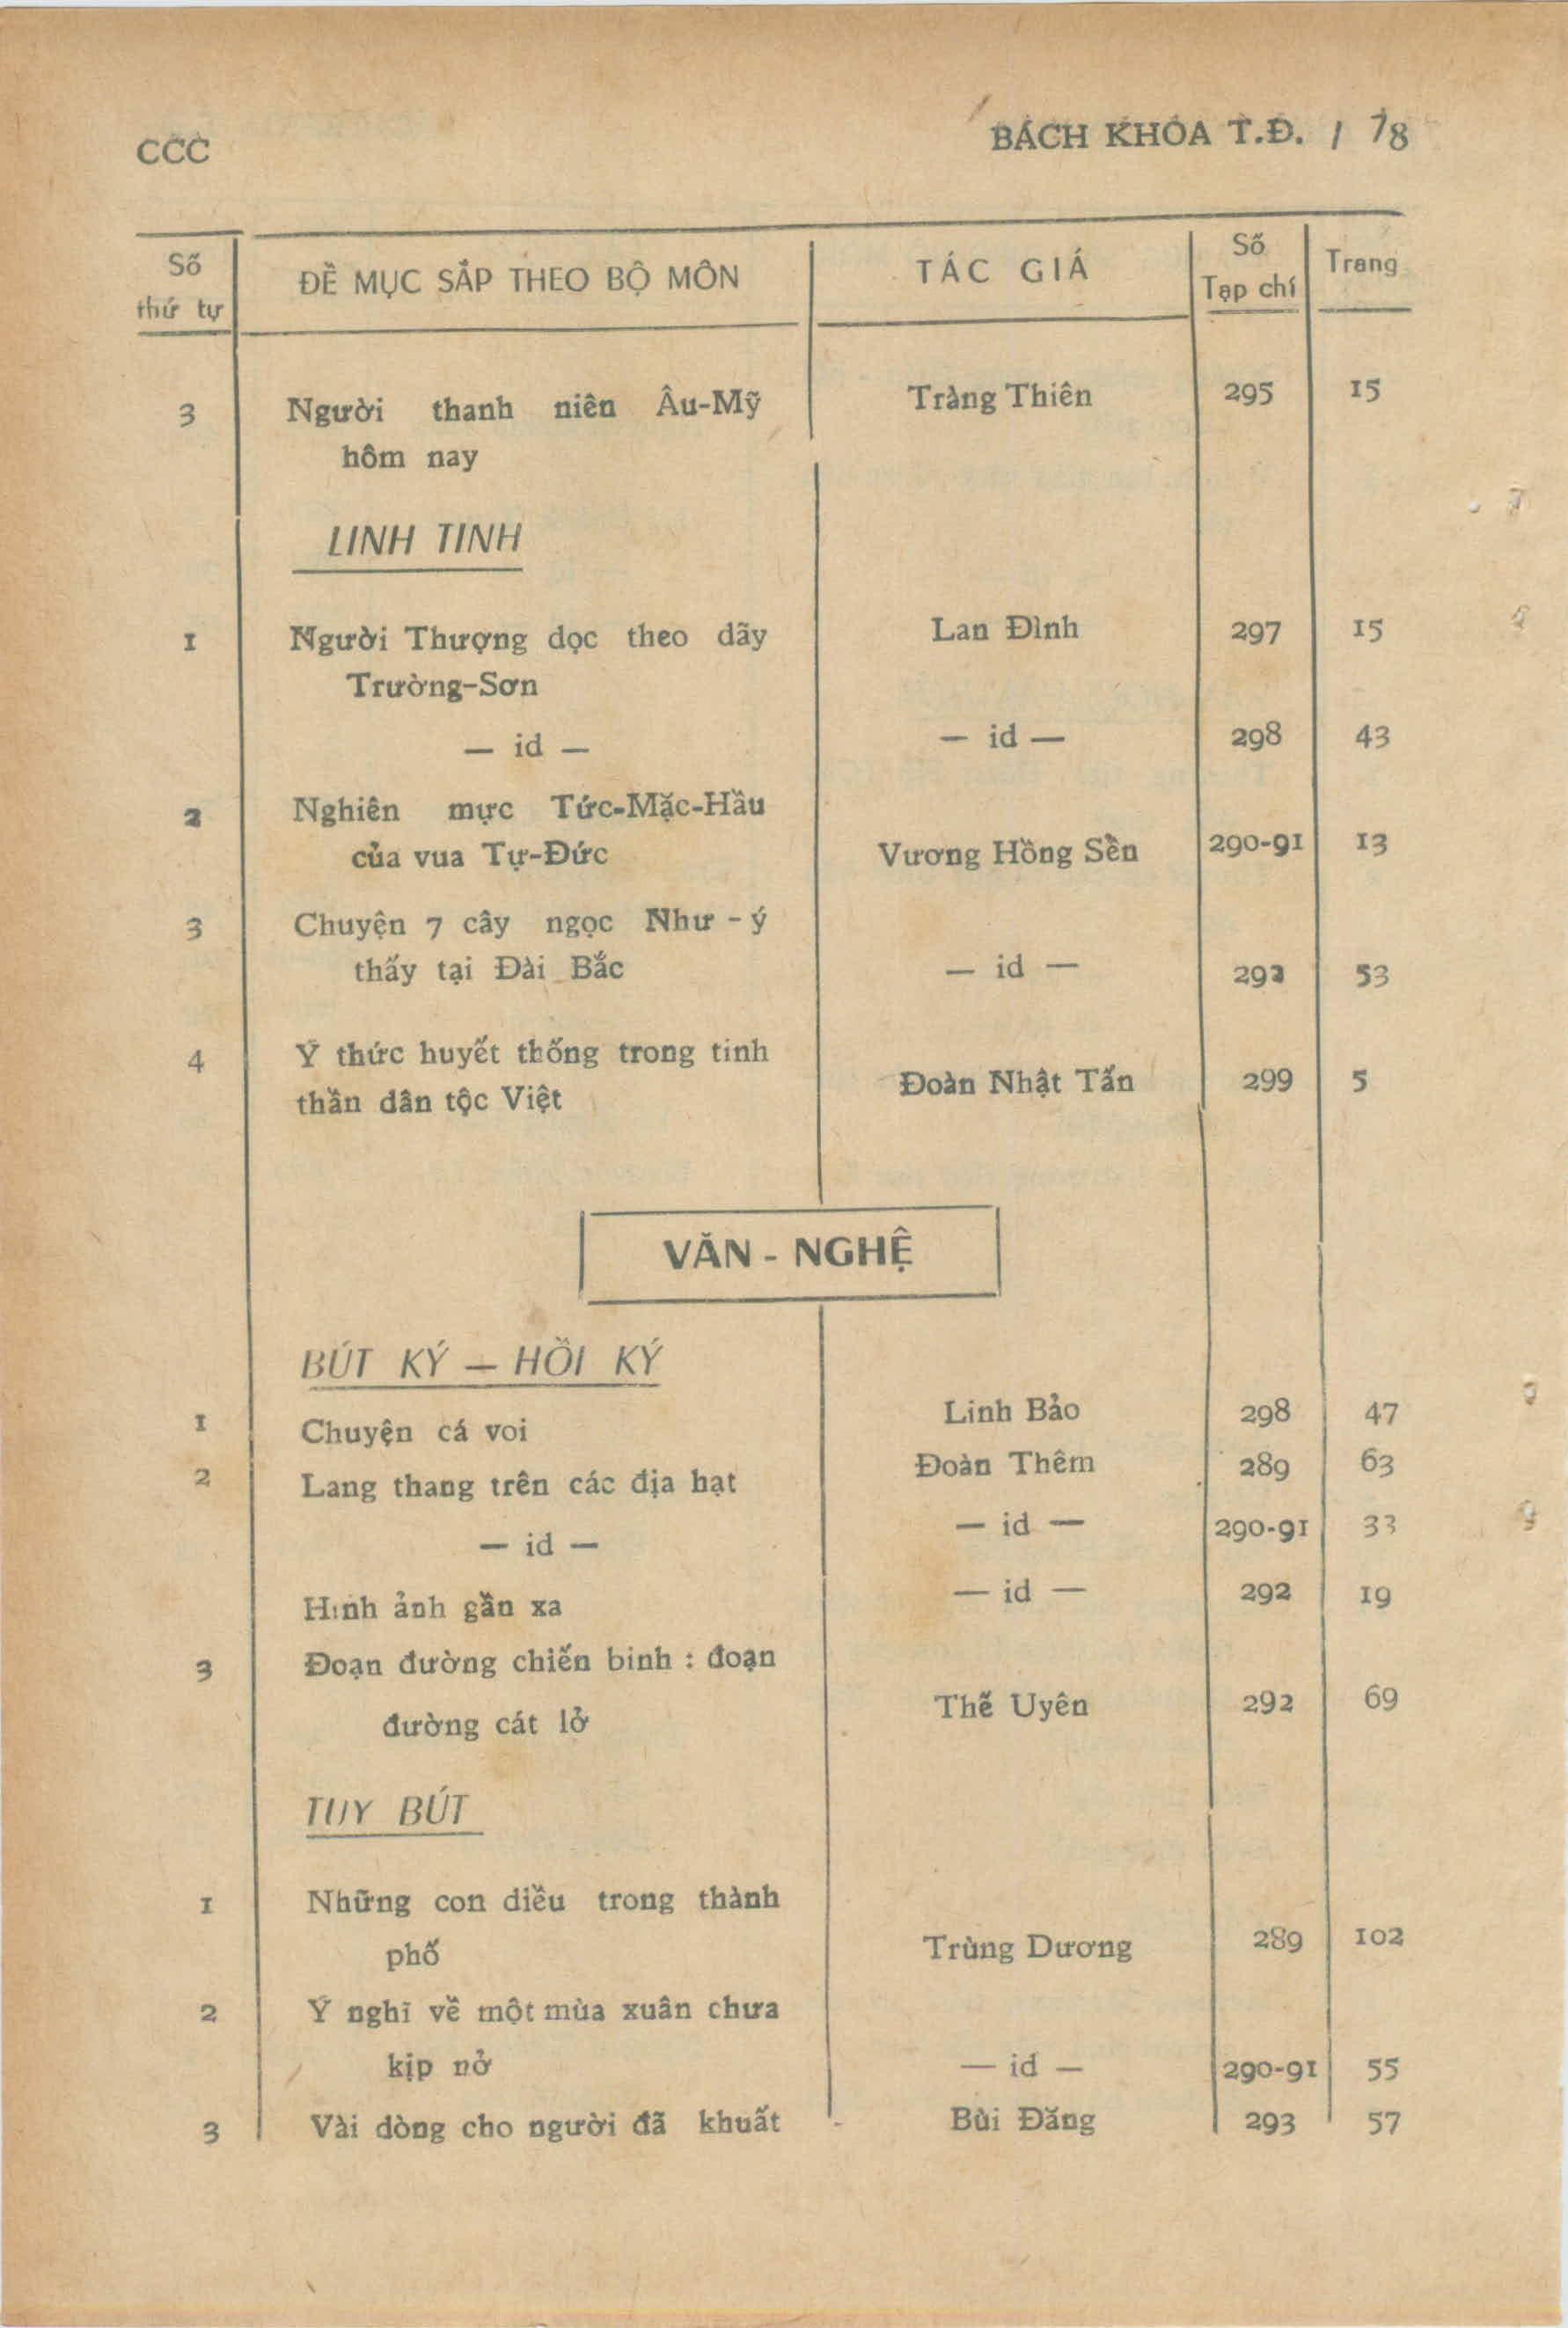 CCC
BÁCH KHOA T.Đ. / 78
Số
thứ tự
ĐỀ MỤC SẮP THEO BỘ MÔN
TÁC GIẢ
Số
Tạp chí
Trang
3 Người thanh niên Âu-Mỹ Tràng Thiên 295 15
hôm nay
LINH TINH
1 Người Thượng dọc theo dãy Lan Đình 297 15
Trường-Sơn
— id — — id — 298 43
2 Nghiên mực Tức-Mặc-Hầu
của vua Tự-Đức Vương Hồng Sền 290-91 13
3 Chuyện 7 cây ngọc Như - ý
thấy tại Đài Bắc — id — 292 53
4 Ý thức huyết thống trong tinh
thần dân tộc Việt Đoàn Nhật Tấn 299 5
VĂN - NGHỆ
BÚT KÝ — HỒI KÝ
1 Chuyện cá voi Linh Bảo 298 47
2 Lang thang trên các địa hạt Đoàn Thêm 289 63
— id — — id — 290-91 33
Hình ảnh gần xa — id — 292 19
3 Đoạn đường chiến binh : đoạn
đường cát lở Thế Uyên 292 69
TUY BÚT
1 Những con diều trong thành
phố Trùng Dương 289 102
2 Ý nghĩ về một mùa xuân chưa
kịp nở — id — 290-91 55
3 Vài dòng cho người đã khuất Bùi Đăng 293 57